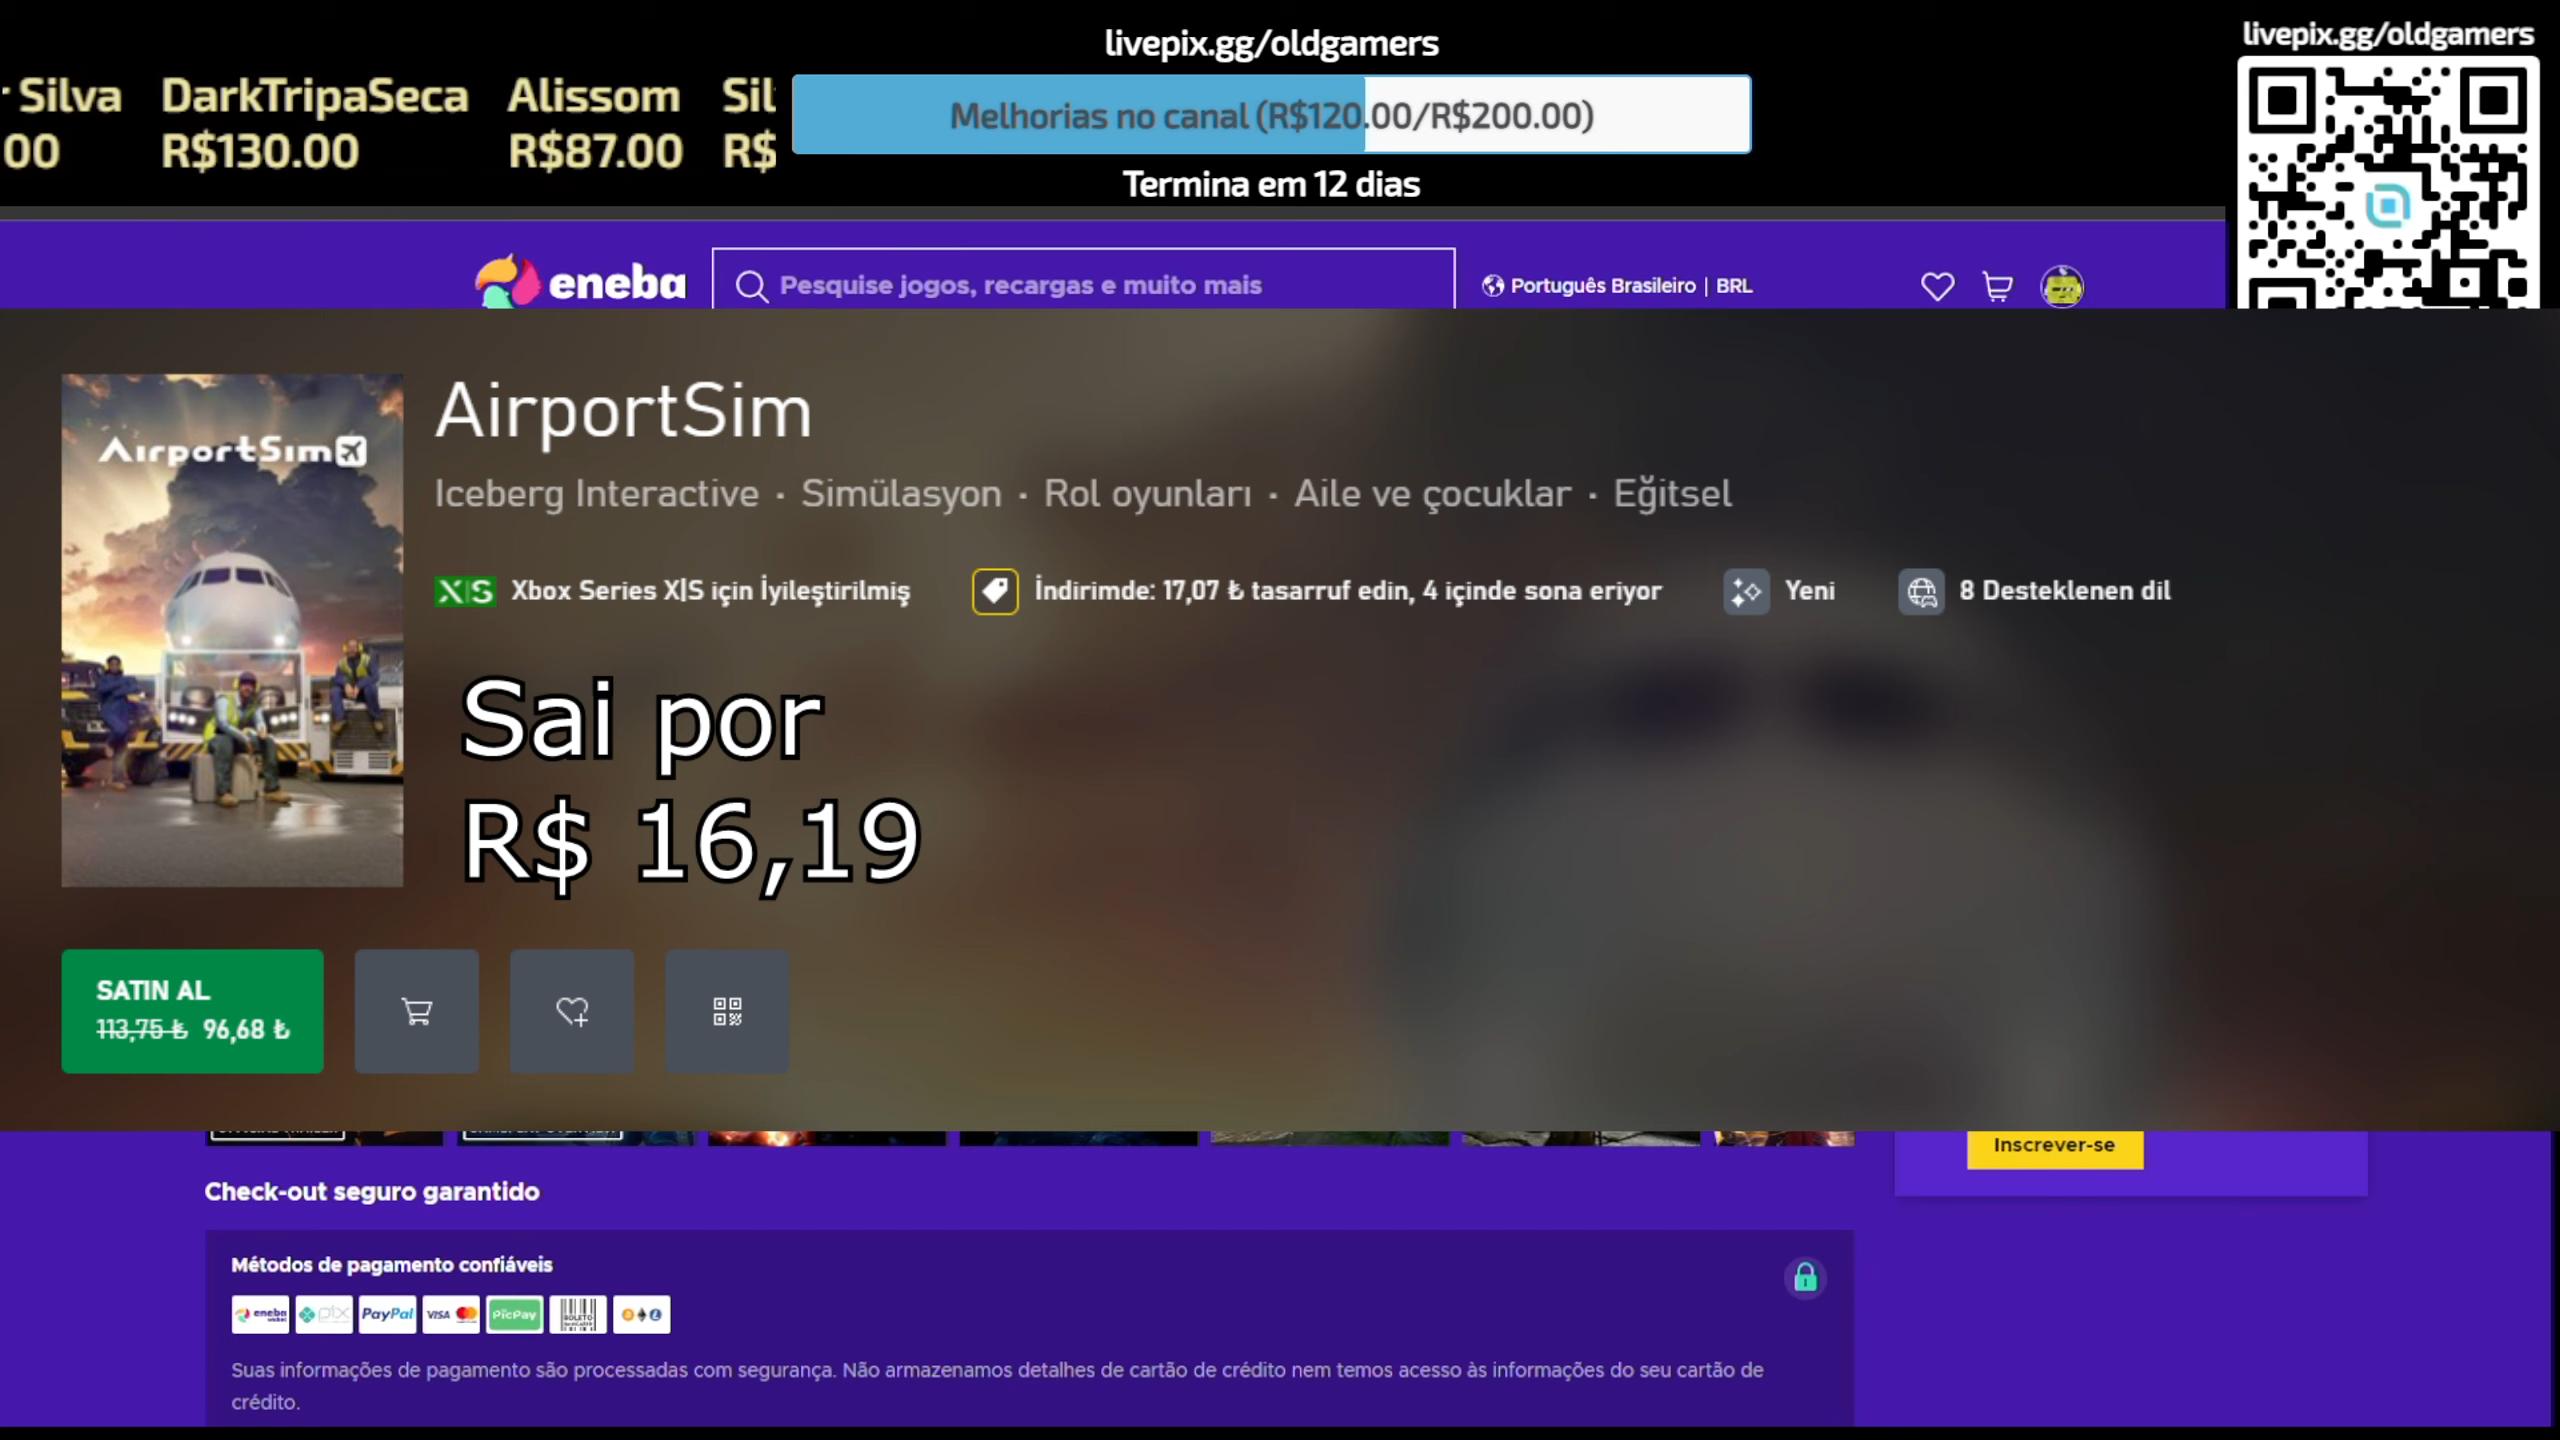 livepix.gg/oldgamers
livepix.gg/oldgamers
Silva DarkTripaSeca Alissom Sil
00 R$130.00 R$87.00 R$
Melhorias no canal (R$120.00/R$200.00)
Termina em 12 dias
eneba
Pesquise jogos, recargas e muito mais
Português Brasileiro | BRL
AirportSim
AirportSim
Iceberg Interactive • Simülasyon • Rol oyunları • Aile ve çocuklar • Eğitsel
X|S Xbox Series X|S için İyileştirilmiş
İndirimde: 17,07 ₺ tasarruf edin, 4 içinde sona eriyor
Yeni
8 Desteklenen dil
Sai por
R$ 16,19
SATIN AL
113,75 ₺ 96,68 ₺
Inscrever-se
Check-out seguro garantido
Métodos de pagamento confiáveis
eneba pix PayPal VISA PicPay BOLETO
Suas informações de pagamento são processadas com segurança. Não armazenamos detalhes de cartão de crédito nem temos acesso às informações do seu cartão de
crédito.